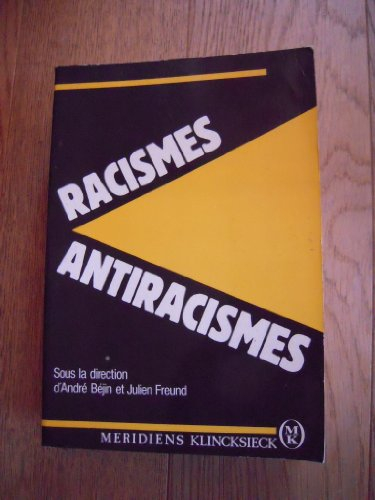 RACISMES
ANTIRACISMES
Sous la direction
d'André Béjin et Julien Freund
MERIDIENS KLINCKSIECK
MK